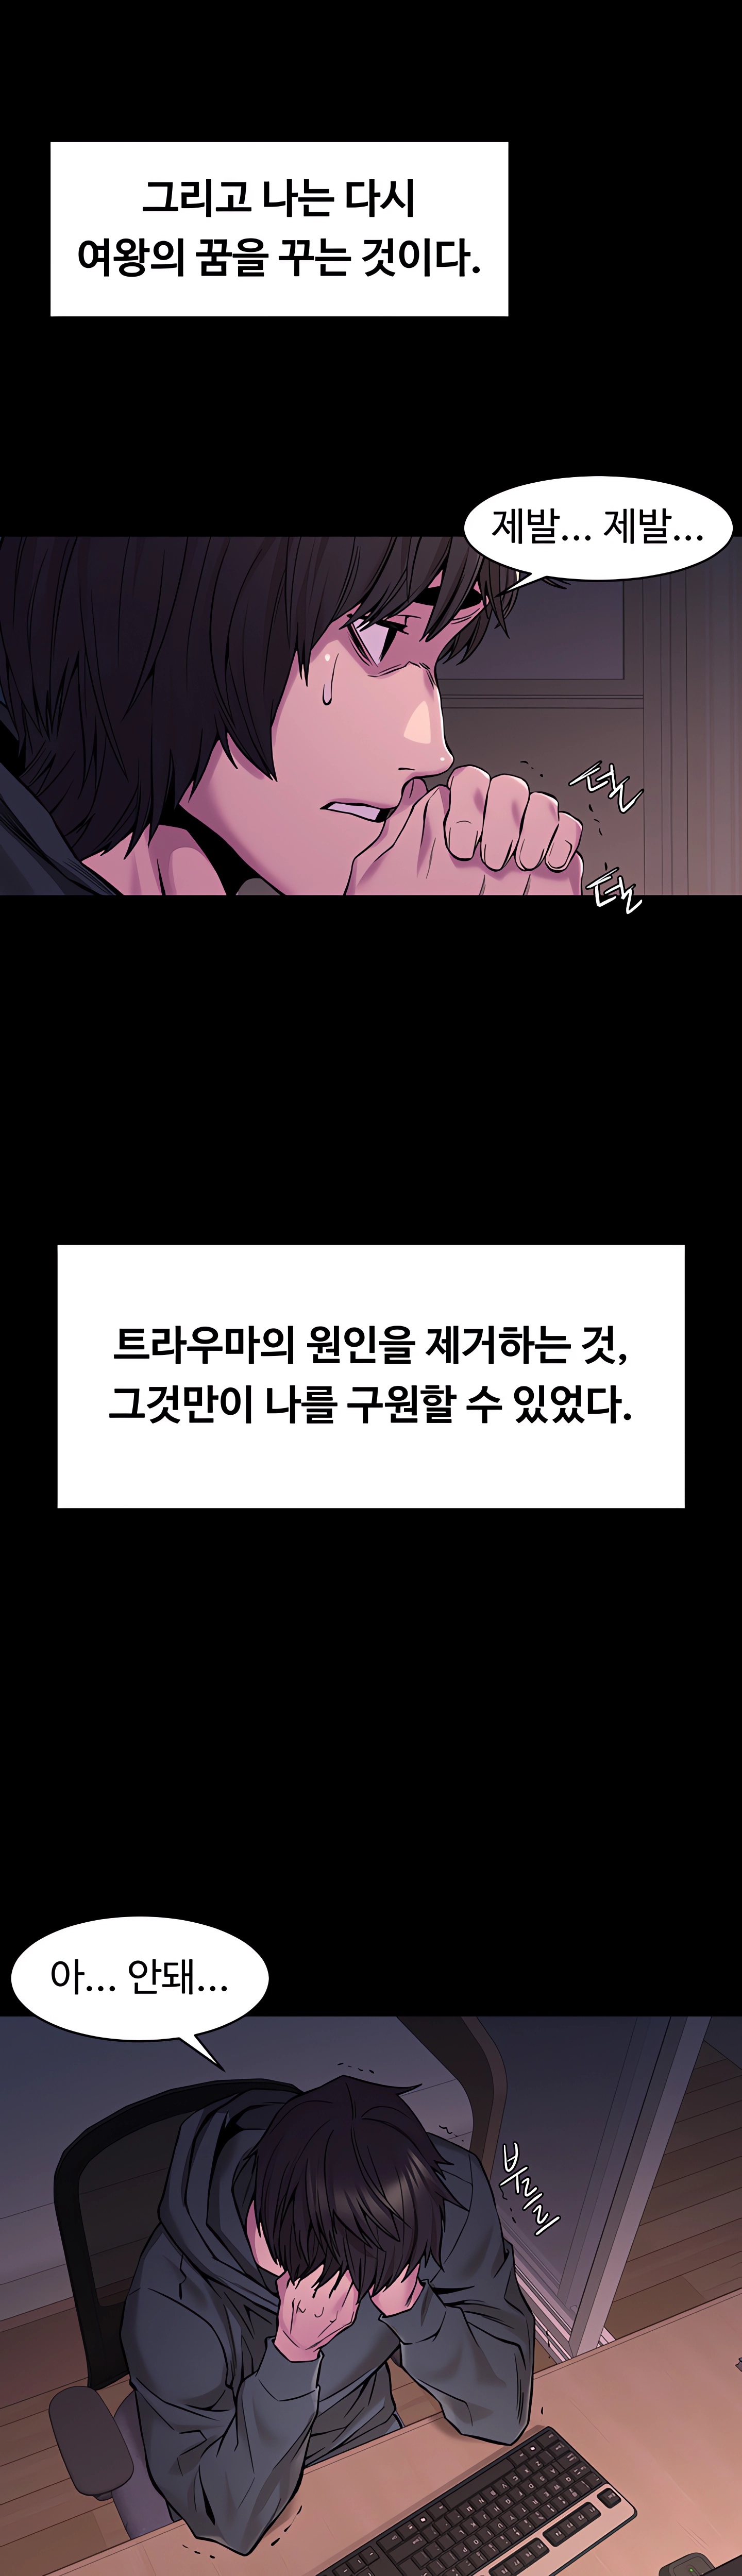 그리고 나는 다시
여왕의 꿈을 꾸는 것이다.
제발... 제발...
덜
덜
트라우마의 원인을 제거하는 것,
그것만이 나를 구원할 수 있었다.
아... 안돼...
부들들